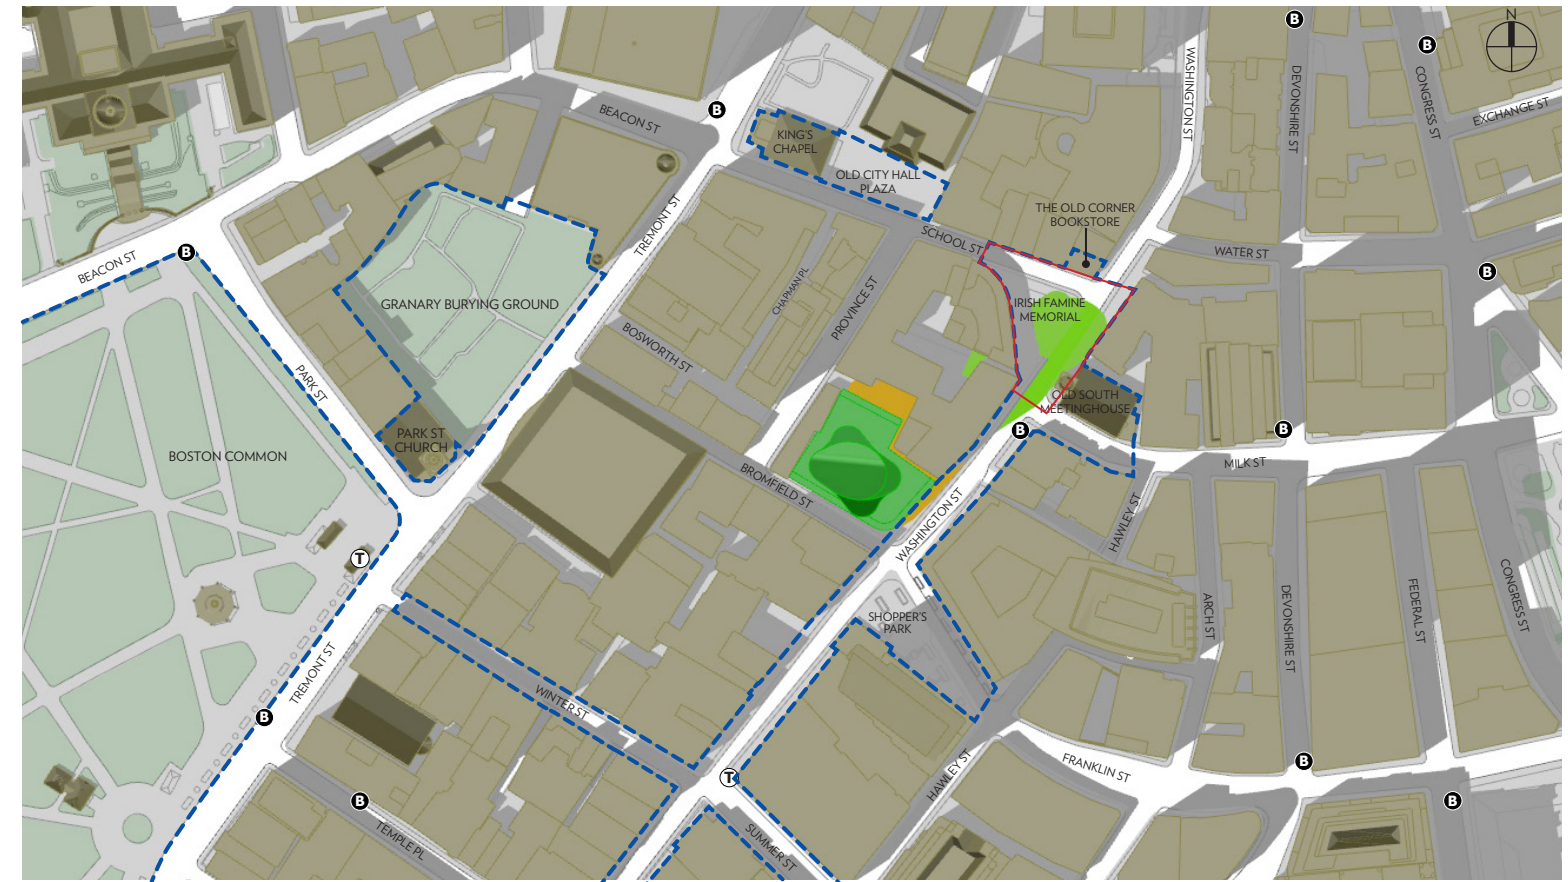 B
B
N
WASHINGTON ST
DEVONSHIRE ST
CONGRESS ST
EXCHANGE ST
B
BEACON ST
KING'S
CHAPEL
OLD CITY HALL
PLAZA
THE OLD CORNER
BOOKSTORE
TREMONT ST
SCHOOL ST
WATER ST
B
BEACON ST
B
CHAPMAN PL
PROVINCE ST
IRISH FAMINE
MEMORIAL
GRANARY BURYING GROUND
BOSWORTH ST
PARK ST
OLD SOUTH
MEETINGHOUSE
PARK ST
CHURCH
B
B
BOSTON COMMON
MILK ST
BROMFIELD ST
WASHINGTON ST
HAWLEY ST
T
CONGRESS ST
ARCH ST
DEVONSHIRE ST
FEDERAL ST
SHOPPER'S
PARK
TREMONT ST
WINTER ST
B
HAWLEY ST
FRANKLIN ST
B
T
B
B
TEMPLE PL
SUMMER ST